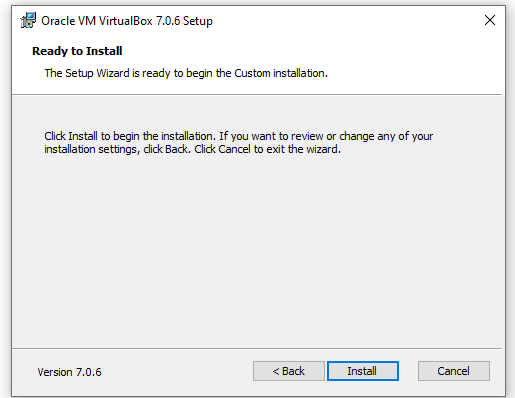 Oracle VM VirtualBox 7.0.6 Setup
Ready to Install
The Setup Wizard is ready to begin the Custom installation.
Click Install to begin the installation. If you want to review or change any of your
installation settings, click Back. Click Cancel to exit the wizard.
Version 7.0.6
< Back
Install
Cancel